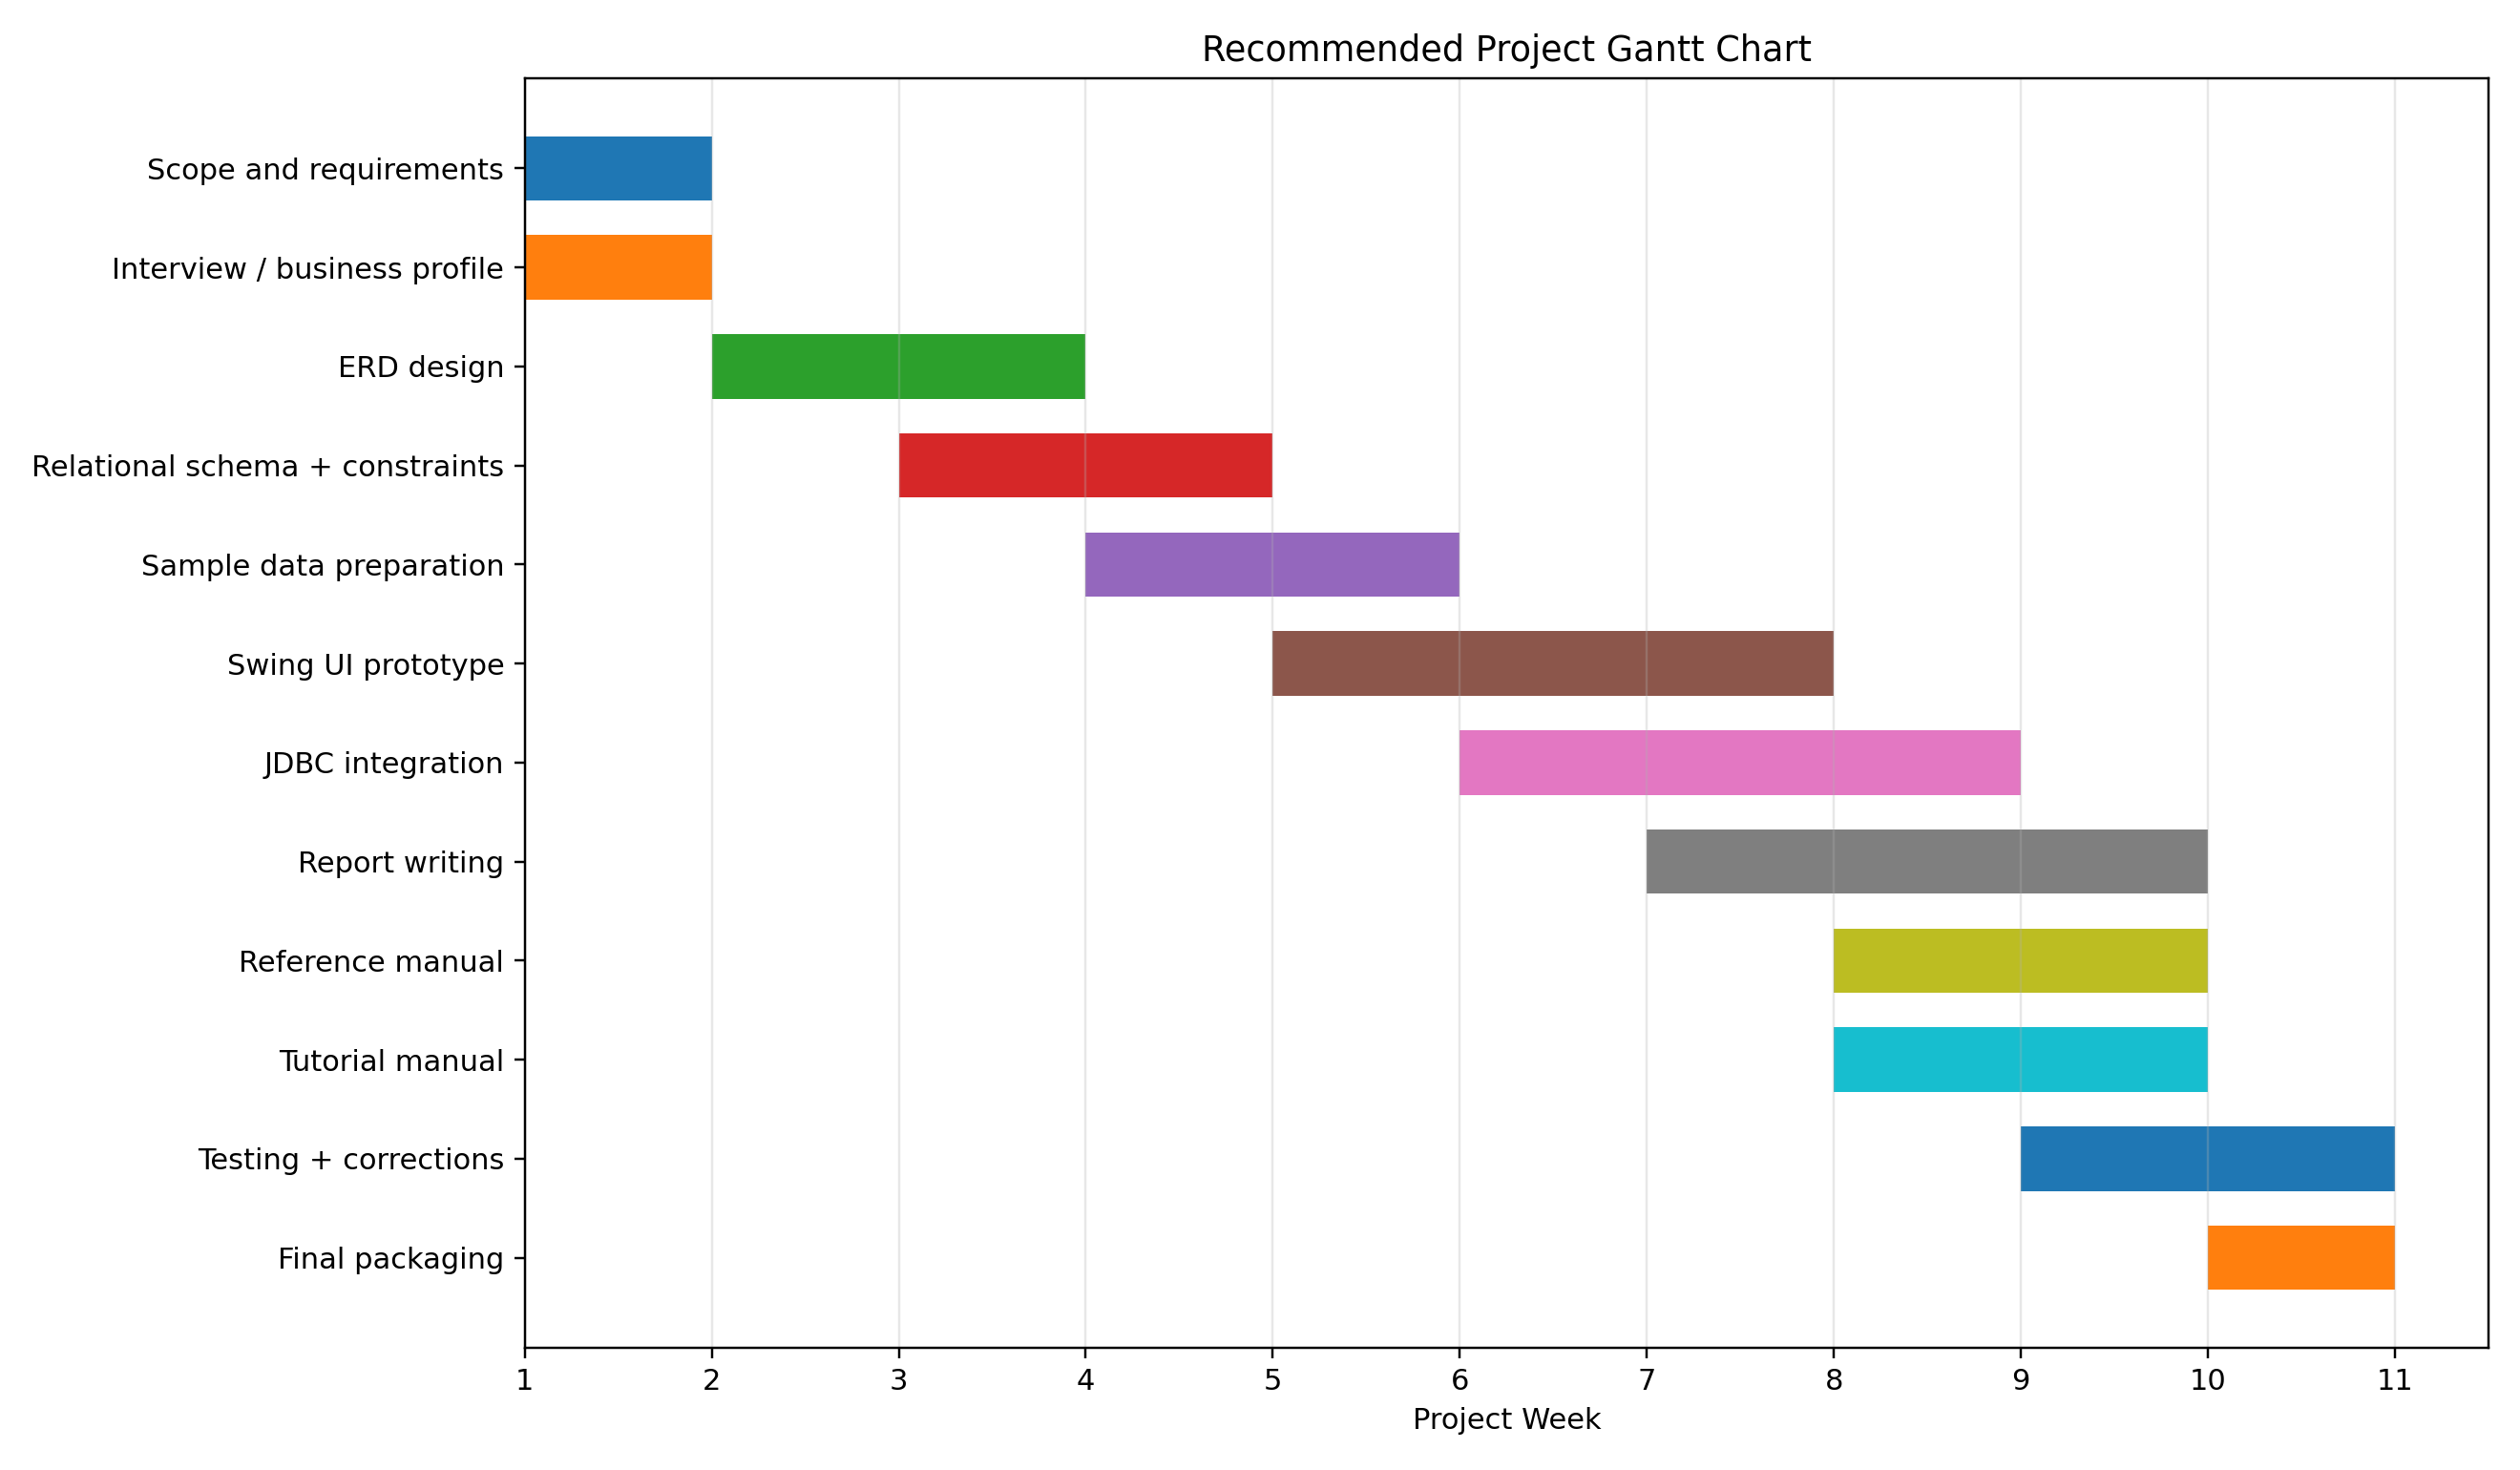 Recommended Project Gantt Chart
Scope and requirements
Interview / business profile
ERD design
Relational schema + constraints
Sample data preparation
Swing UI prototype
JDBC integration
Report writing
Reference manual
Tutorial manual
Testing + corrections
Final packaging
1 2 3 4 5 6 7 8 9 10 11
Project Week